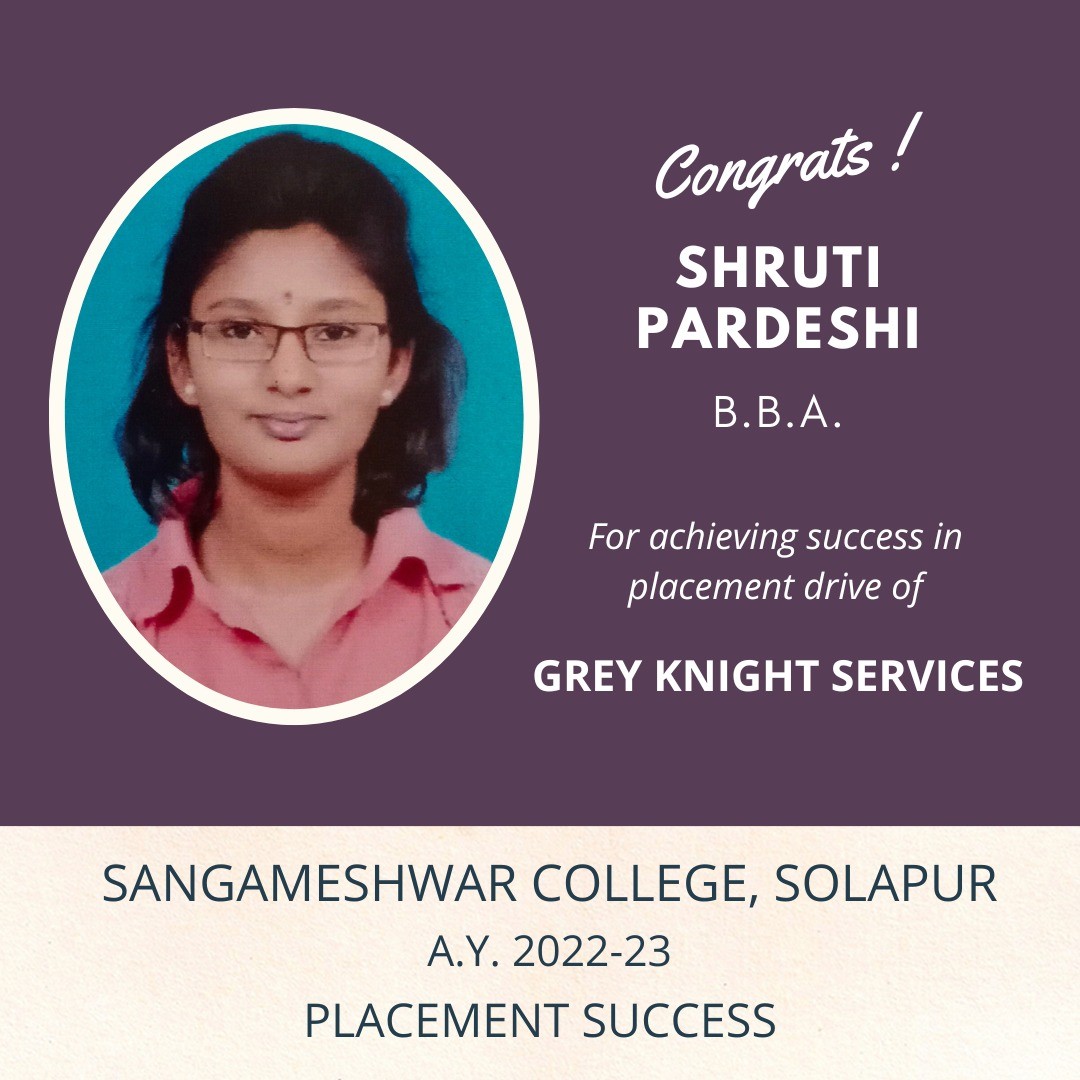 Congrats !
SHRUTI
PARDESHI
B.B.A.
For achieving success in
placement drive of
GREY KNIGHT SERVICES
SANGAMESHWAR COLLEGE, SOLAPUR
A.Y. 2022-23
PLACEMENT SUCCESS